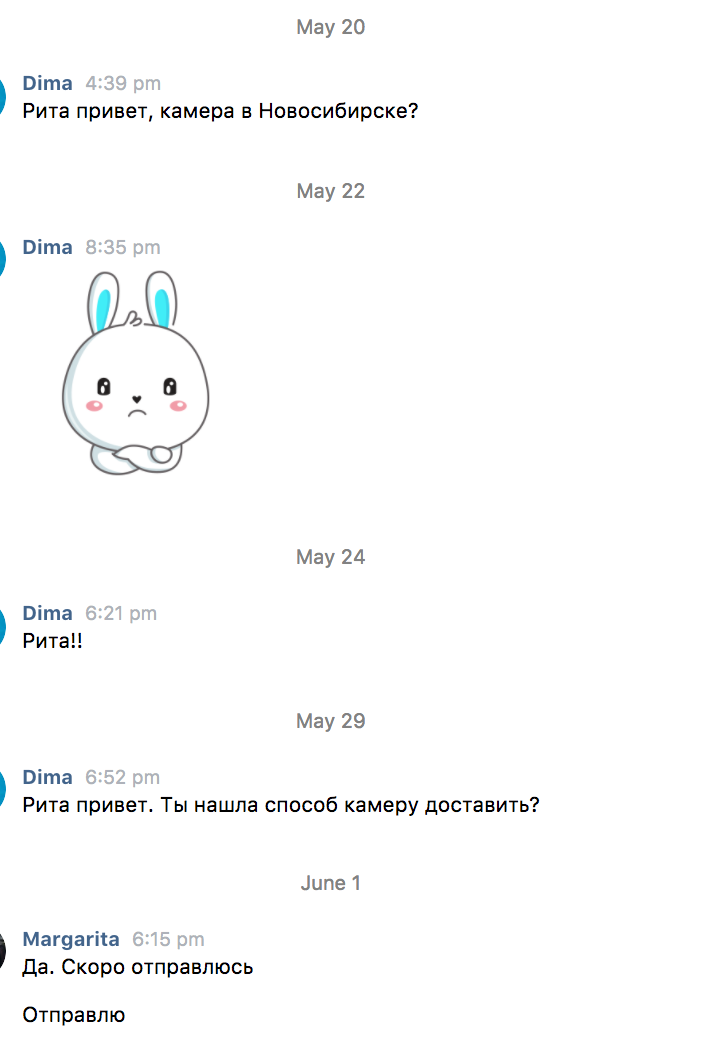 May 20
Dima 4:39 pm
Рита привет, камера в Новосибирске?
May 22
Dima 8:35 pm
May 24
Dima 6:21 pm
Рита!!
May 29
Dima 6:52 pm
Рита привет. Ты нашла способ камеру доставить?
June 1
Margarita 6:15 pm
Да. Скоро отправлюсь
Отправлю